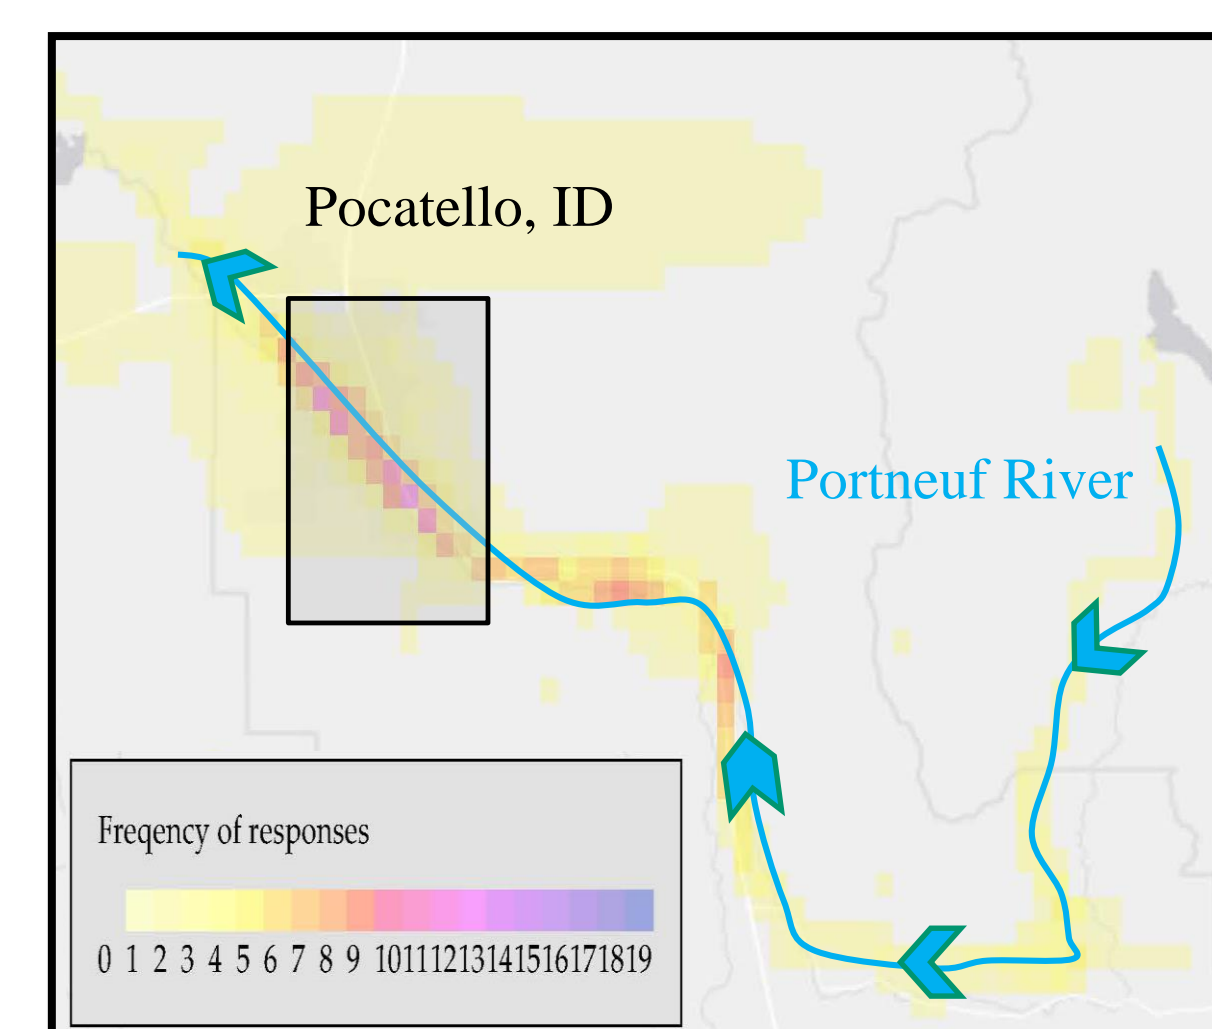 Pocatello, ID
Portneuf River
Freqency of responses
0 1 2 3 4 5 6 7 8 9 10111213141516171819